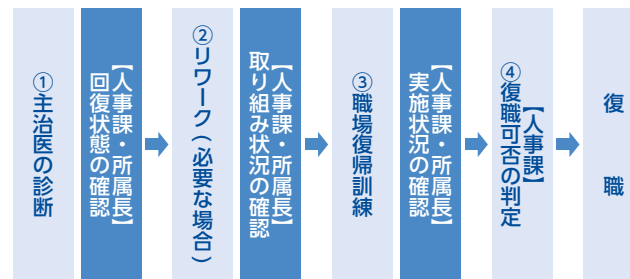 ①主治医の診断
【人事課・所属長】
回復状態の確認
②リワーク(必要な場合)
【人事課・所属長】
取り組み状況の確認
③職場復帰訓練
【人事課・所属長】
実施状況の確認
【人事課】
④復職可否の判定
復職